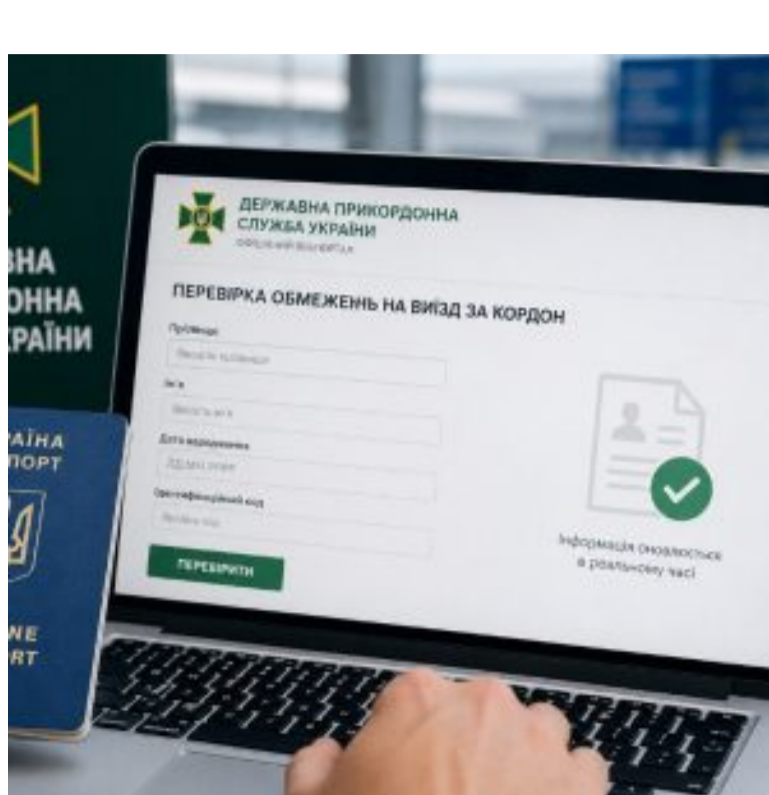 ВНА
ОННА
РАЇНИ
РАЇНА
ПОРТ
NE
RT
ДЕРЖАВНА ПРИКОРДОННА
СЛУЖБА УКРАЇНИ
ПЕРЕВІРКА ОБМЕЖЕНЬ НА ВИЇЗД ЗА КОРДОН
Прізвище
Ім'я
Дата народження
Ідентифікаційний код
ПЕРЕВІРИТИ
Інформація оновлюється
в реальному часі